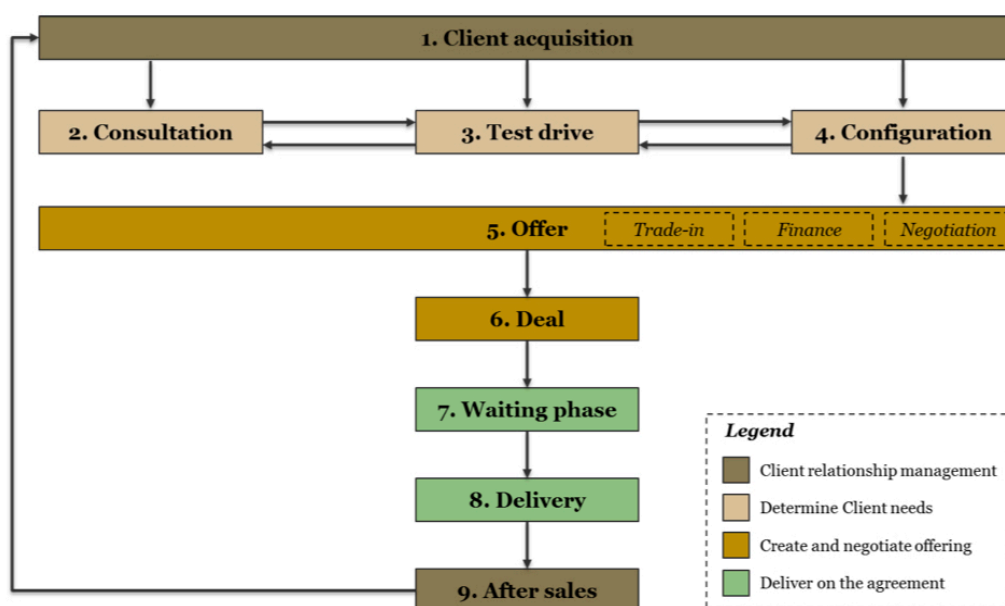 1. Client acquisition
2. Consultation
3. Test drive
4. Configuration
5. Offer
Trade-in
Finance
Negotiation
6. Deal
7. Waiting phase
8. Delivery
9. After sales
Legend
Client relationship management
Determine Client needs
Create and negotiate offering
Deliver on the agreement